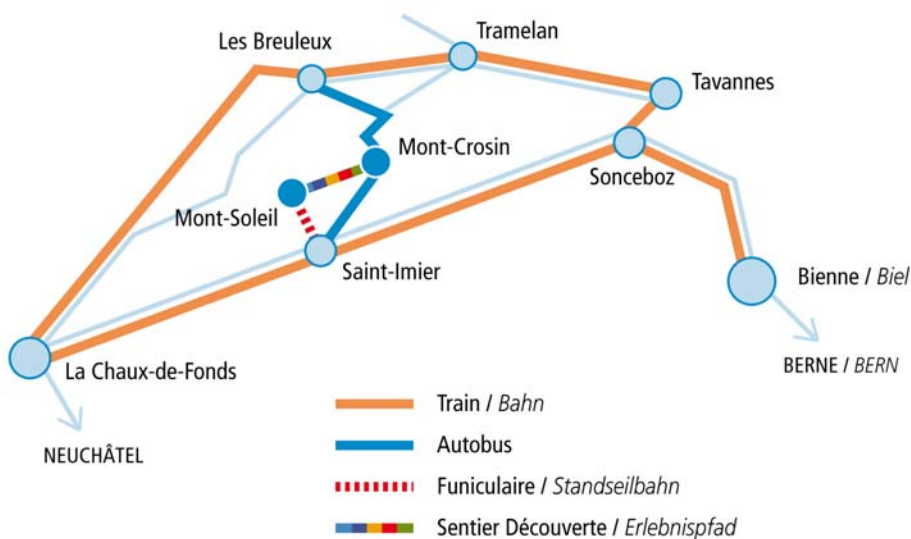 Tramelan
Les Breuleux
Tavannes
Mont-Crosin
Sonceboz
Mont-Soleil
Saint-Imier
Bienne / Biel
La Chaux-de-Fonds
BERNE / BERN
NEUCHÂTEL
Train / Bahn
Autobus
Funiculaire / Standseilbahn
Sentier Découverte / Erlebnispfad